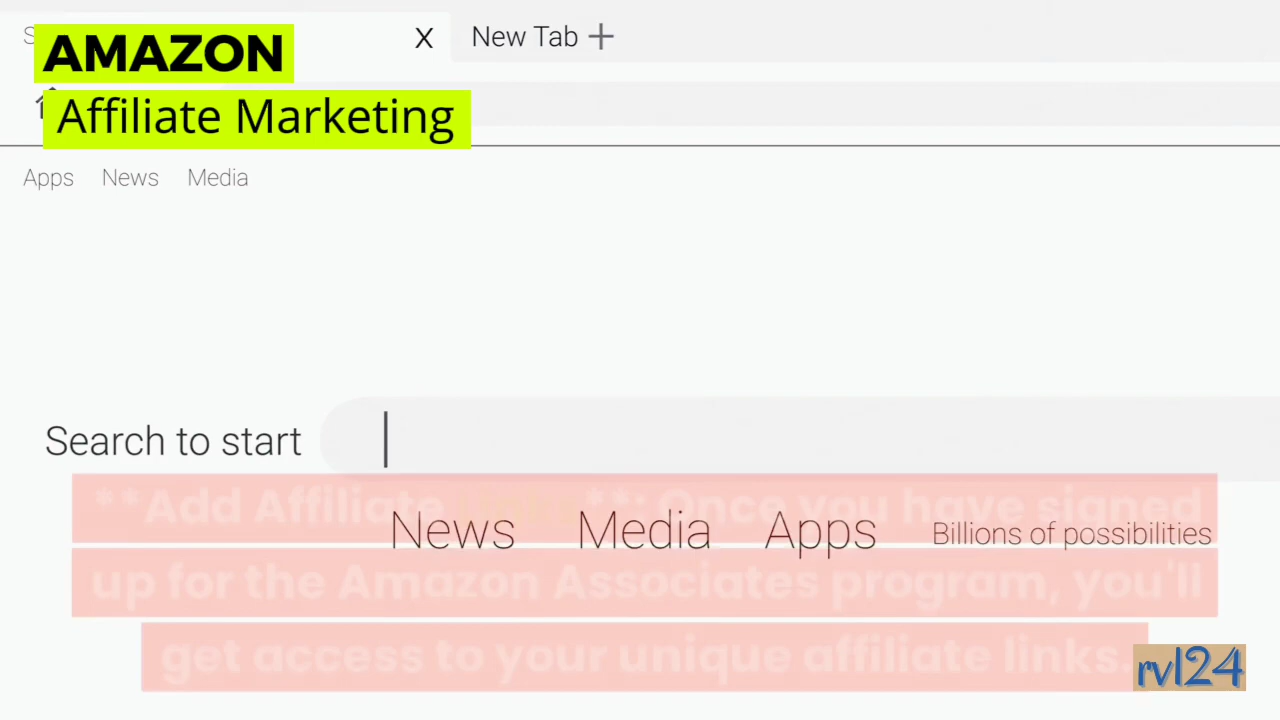 S
AMAZON
X
New Tab +
Affiliate Marketing
Apps News Media
Search to start
**Add Affiliate Links**: Once you have signed
News Media Apps Billions of possibilities
up for the Amazon Associates program, you'll
get access to your unique affiliate links.
rvl24